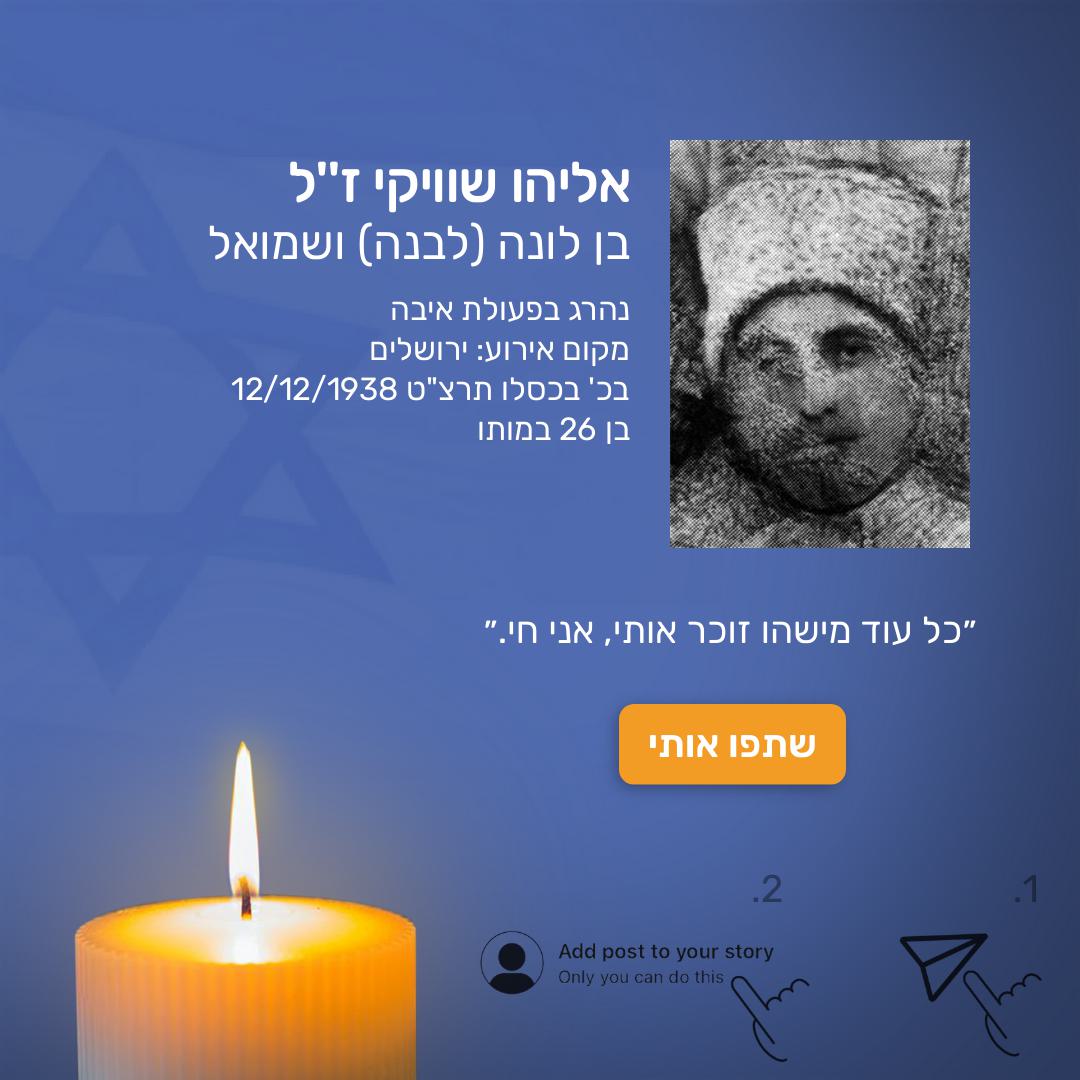 אליהו שוויקי ז"ל
בן לונה (לבנה) ושמואל
נהרג בפעולת איבה
מקום אירוע: ירושלים
בכ' בכסלו תרצ"ט 12/12/1938
בן 26 במותו
"כל עוד מישהו זוכר אותי, אני חי."
שתפו אותי
1.
2.
Add post to your story
Only you can do this